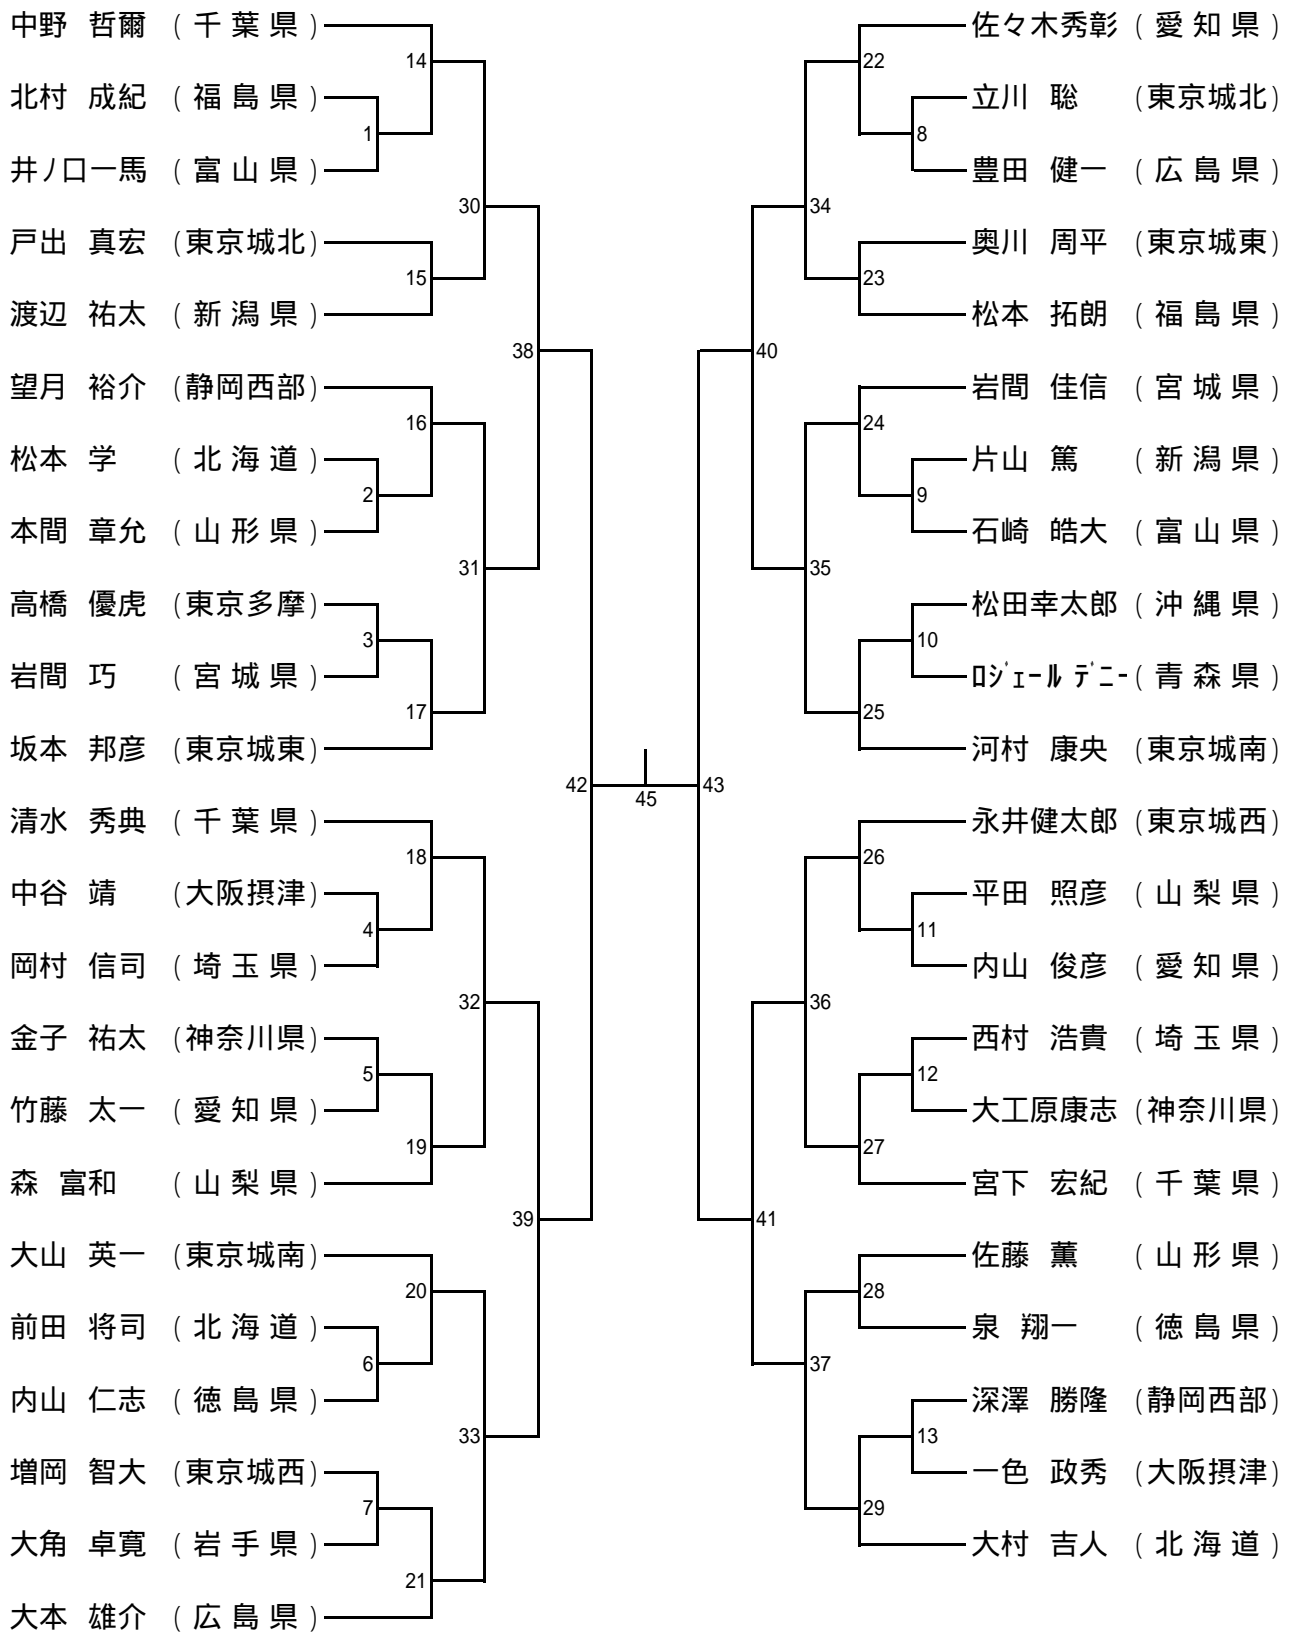 中野 哲爾 (千葉県)
14
北村 成紀 (福島県)
1
井ノ口一馬 (富山県)
30
戸出 真宏 (東京城北)
15
渡辺 祐太 (新潟県)
38
望月 裕介 (静岡西部)
16
松本 学 (北海道)
2
本間 章允 (山形県)
31
高橋 優虎 (東京多摩)
3
岩間 巧 (宮城県)
17
坂本 邦彦 (東京城東)
42
清水 秀典 (千葉県)
18
中谷 靖 (大阪摂津)
4
岡村 信司 (埼玉県)
32
金子 祐太 (神奈川県)
5
竹藤 太一 (愛知県)
19
森 富和 (山梨県)
39
大山 英一 (東京城南)
20
前田 将司 (北海道)
6
内山 仁志 (徳島県)
33
増岡 智大 (東京城西)
7
大角 卓寛 (岩手県)
21
大本 雄介 (広島県)
45
佐々木秀彰 (愛知県)
22
立川 聡 (東京城北)
8
豊田 健一 (広島県)
34
奥川 周平 (東京城東)
23
松本 拓朗 (福島県)
40
岩間 佳信 (宮城県)
24
片山 篤 (新潟県)
9
石崎 皓大 (富山県)
35
松田幸太郎 (沖縄県)
10
ﾛｼﾞｪｰﾙ ﾃﾞﾆｰ (青森県)
25
河村 康央 (東京城南)
43
永井健太郎 (東京城西)
26
平田 照彦 (山梨県)
11
内山 俊彦 (愛知県)
36
西村 浩貴 (埼玉県)
12
大工原康志 (神奈川県)
27
宮下 宏紀 (千葉県)
41
佐藤 薫 (山形県)
28
泉 翔一 (徳島県)
37
深澤 勝隆 (静岡西部)
13
一色 政秀 (大阪摂津)
29
大村 吉人 (北海道)